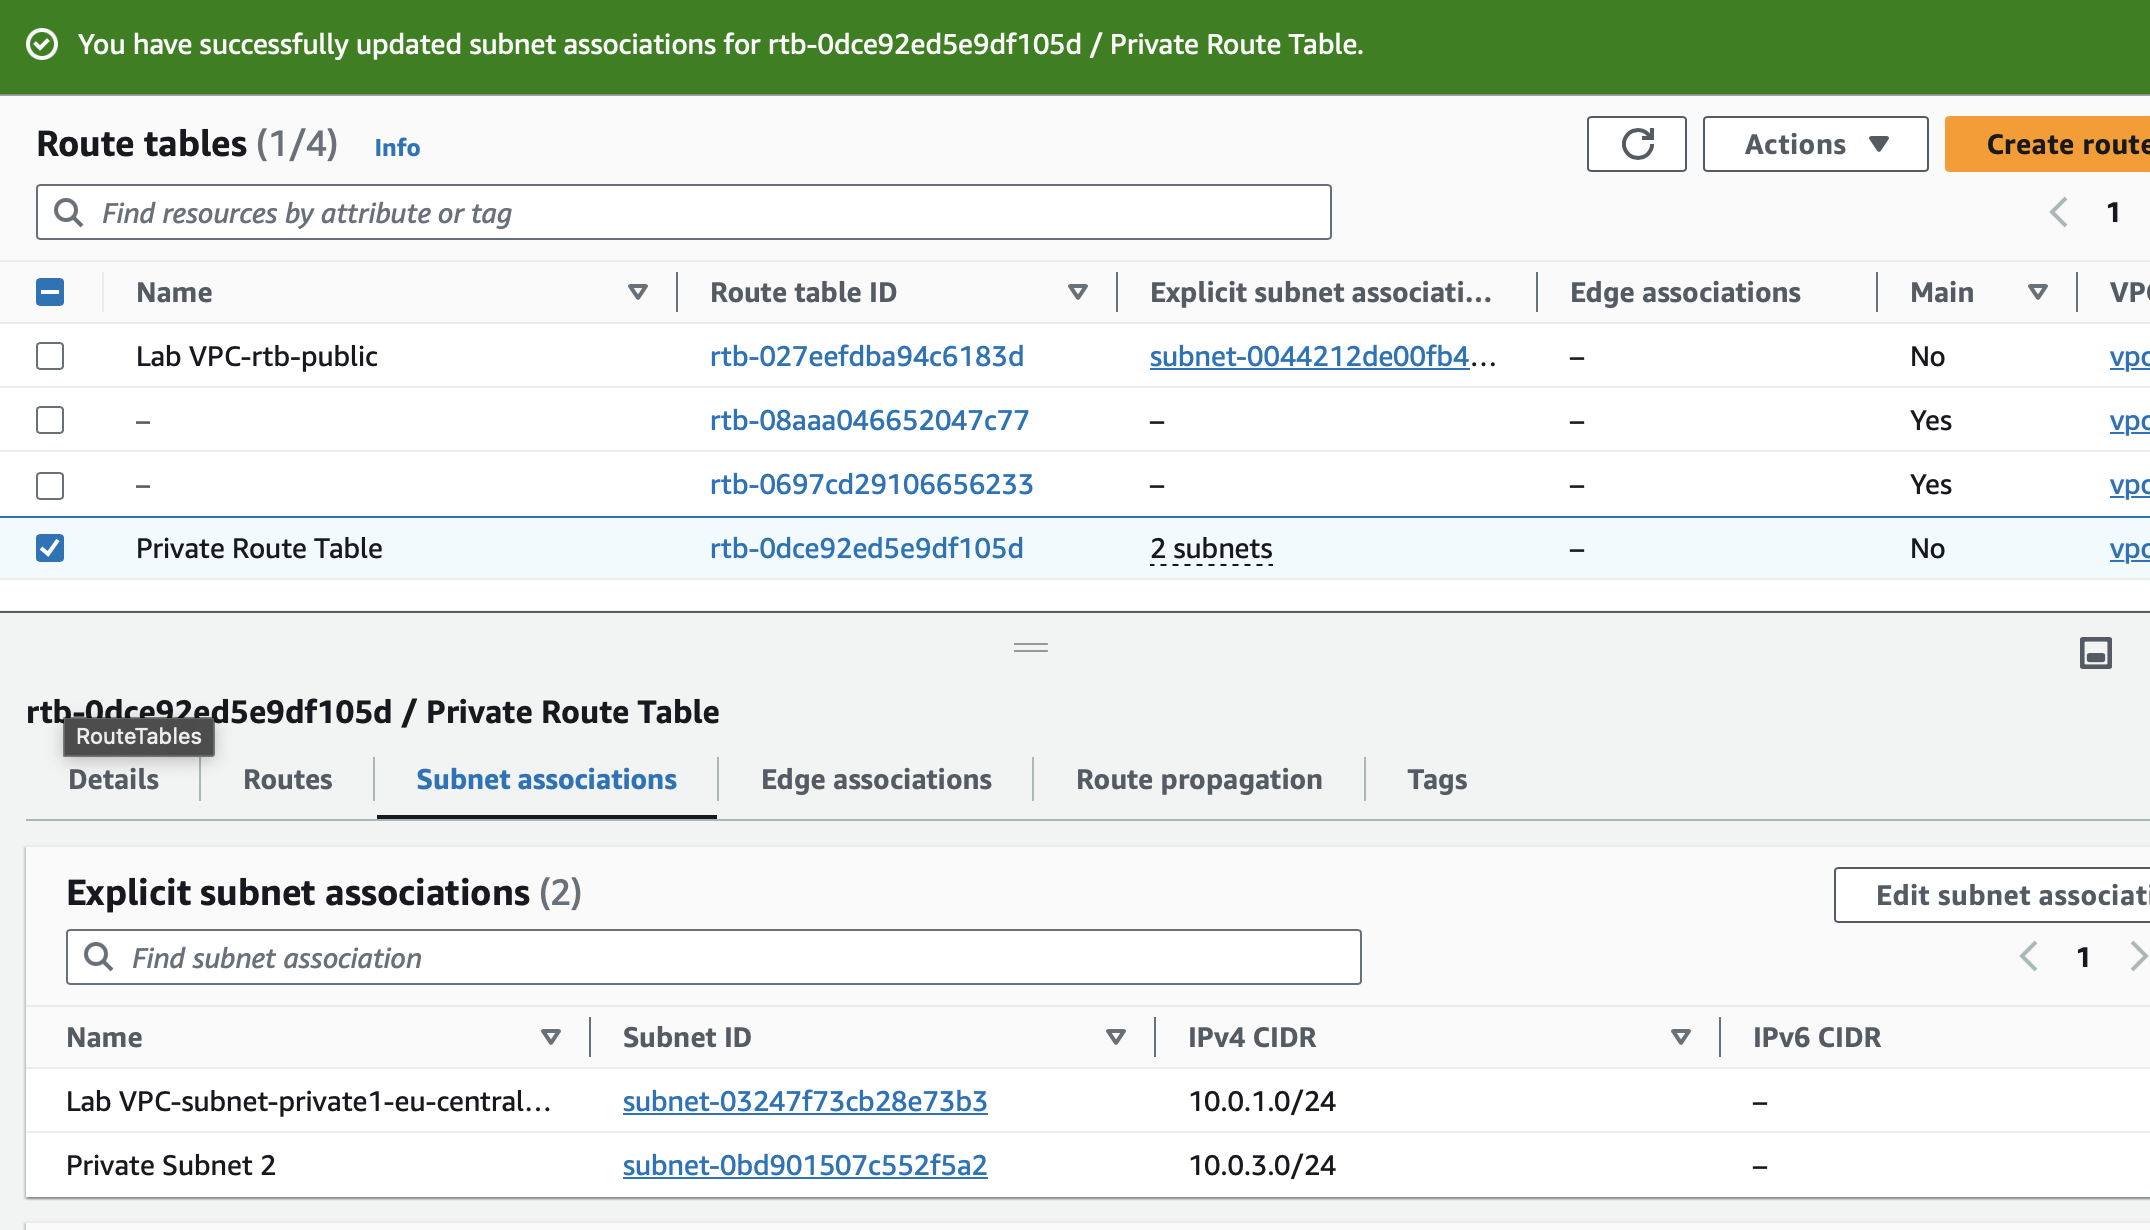 You have successfully updated subnet associations for rtb-0dce92ed5e9df105d / Private Route Table.
Route tables (1/4) Info
Actions
Create route
Find resources by attribute or tag
1
Name Route table ID Explicit subnet associati... Edge associations Main VPC
Lab VPC-rtb-public rtb-027eefdba94c6183d subnet-0044212de00fb4... – No vpc
– rtb-08aaa046652047c77 – – Yes vpc
– rtb-0697cd29106656233 – – Yes vpc
Private Route Table rtb-0dce92ed5e9df105d 2 subnets – No vpc
rtb-0dce92ed5e9df105d / Private Route Table
RouteTables
Details Routes Subnet associations Edge associations Route propagation Tags
Explicit subnet associations (2)
Edit subnet associati
Find subnet association
1
Name Subnet ID IPv4 CIDR IPv6 CIDR
Lab VPC-subnet-private1-eu-central... subnet-03247f73cb28e73b3 10.0.1.0/24 –
Private Subnet 2 subnet-0bd901507c552f5a2 10.0.3.0/24 –